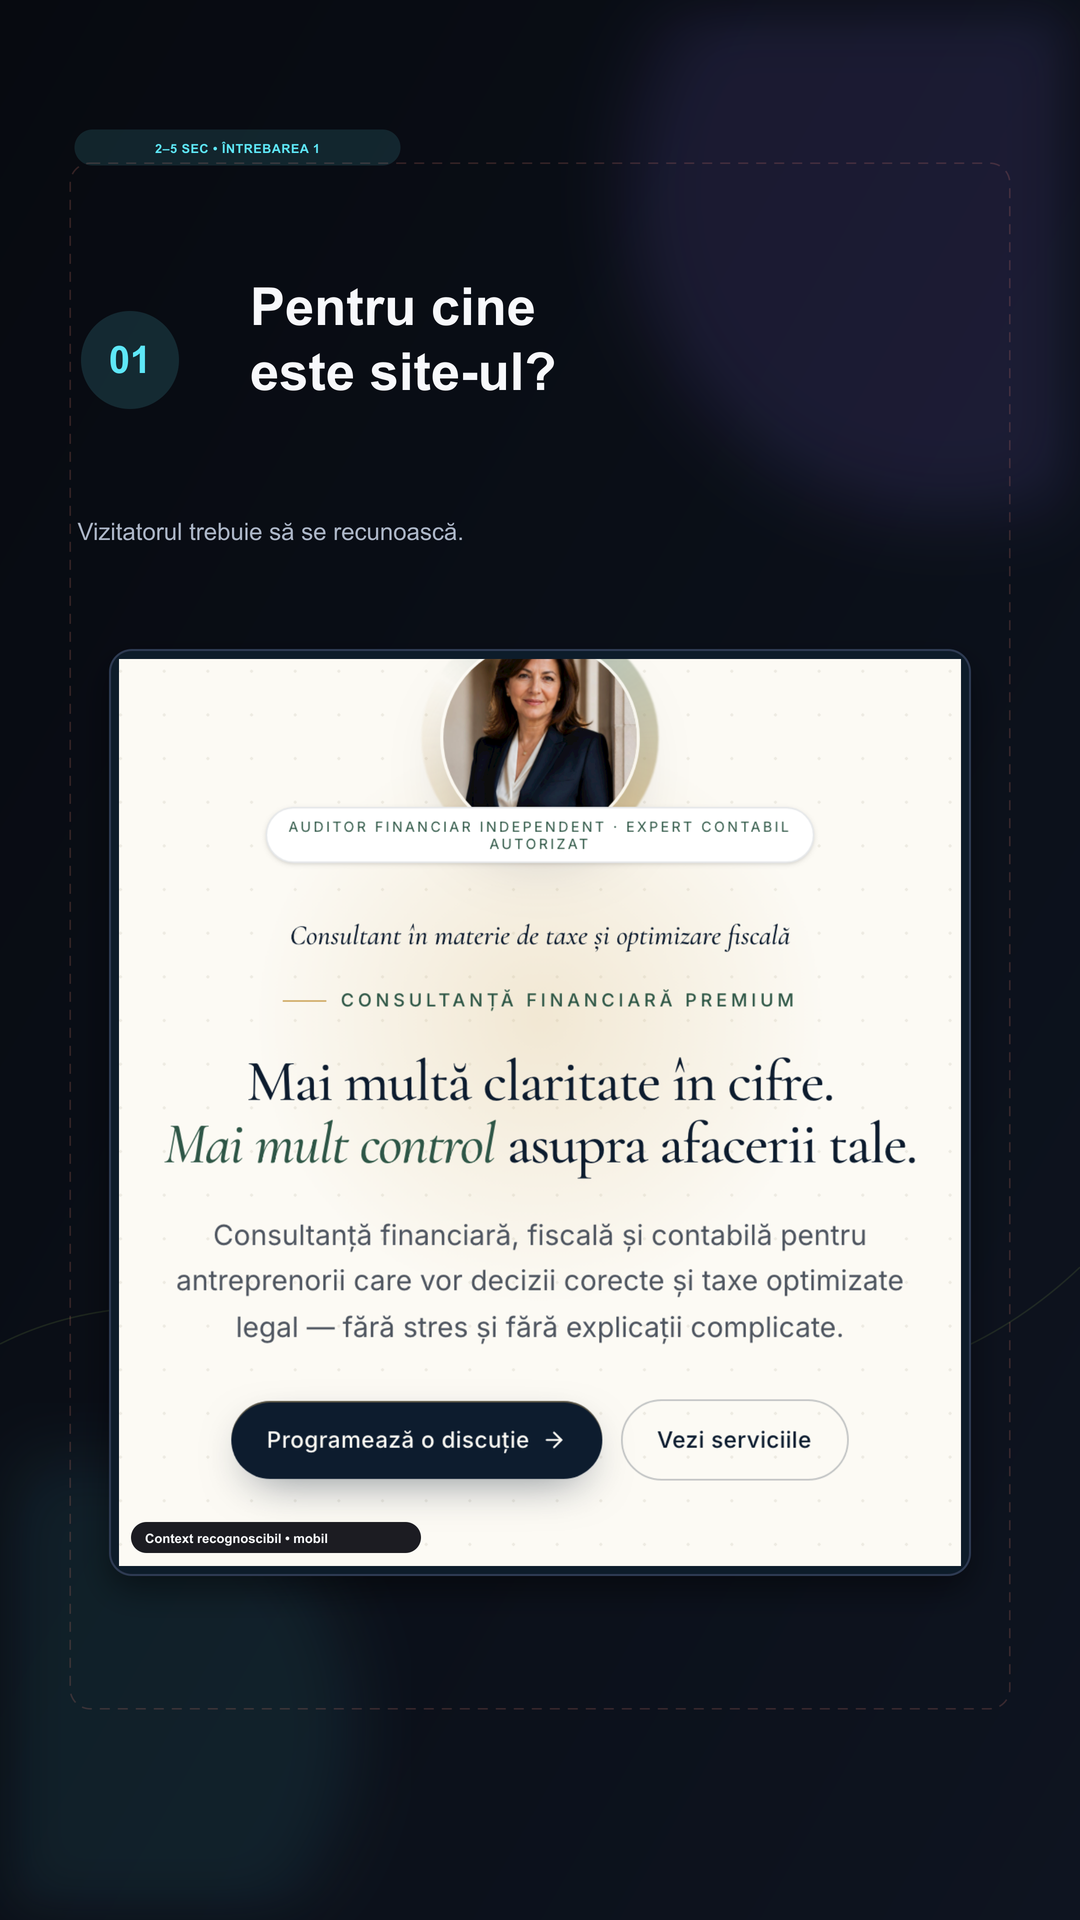 2–5 SEC • ÎNTREBAREA 1
01
Pentru cine
este site-ul?
Vizitatorul trebuie să se recunoască.
AUDITOR FINANCIAR INDEPENDENT · EXPERT CONTABIL
AUTORIZAT
Consultant în materie de taxe și optimizare fiscală
CONSULTANȚĂ FINANCIARĂ PREMIUM
Mai multă claritate în cifre.
Mai mult control asupra afacerii tale.
Consultanță financiară, fiscală și contabilă pentru
antreprenorii care vor decizii corecte și taxe optimizate
legal — fără stres și fără explicații complicate.
Programează o discuție →
Vezi serviciile
Context recognoscibil • mobil